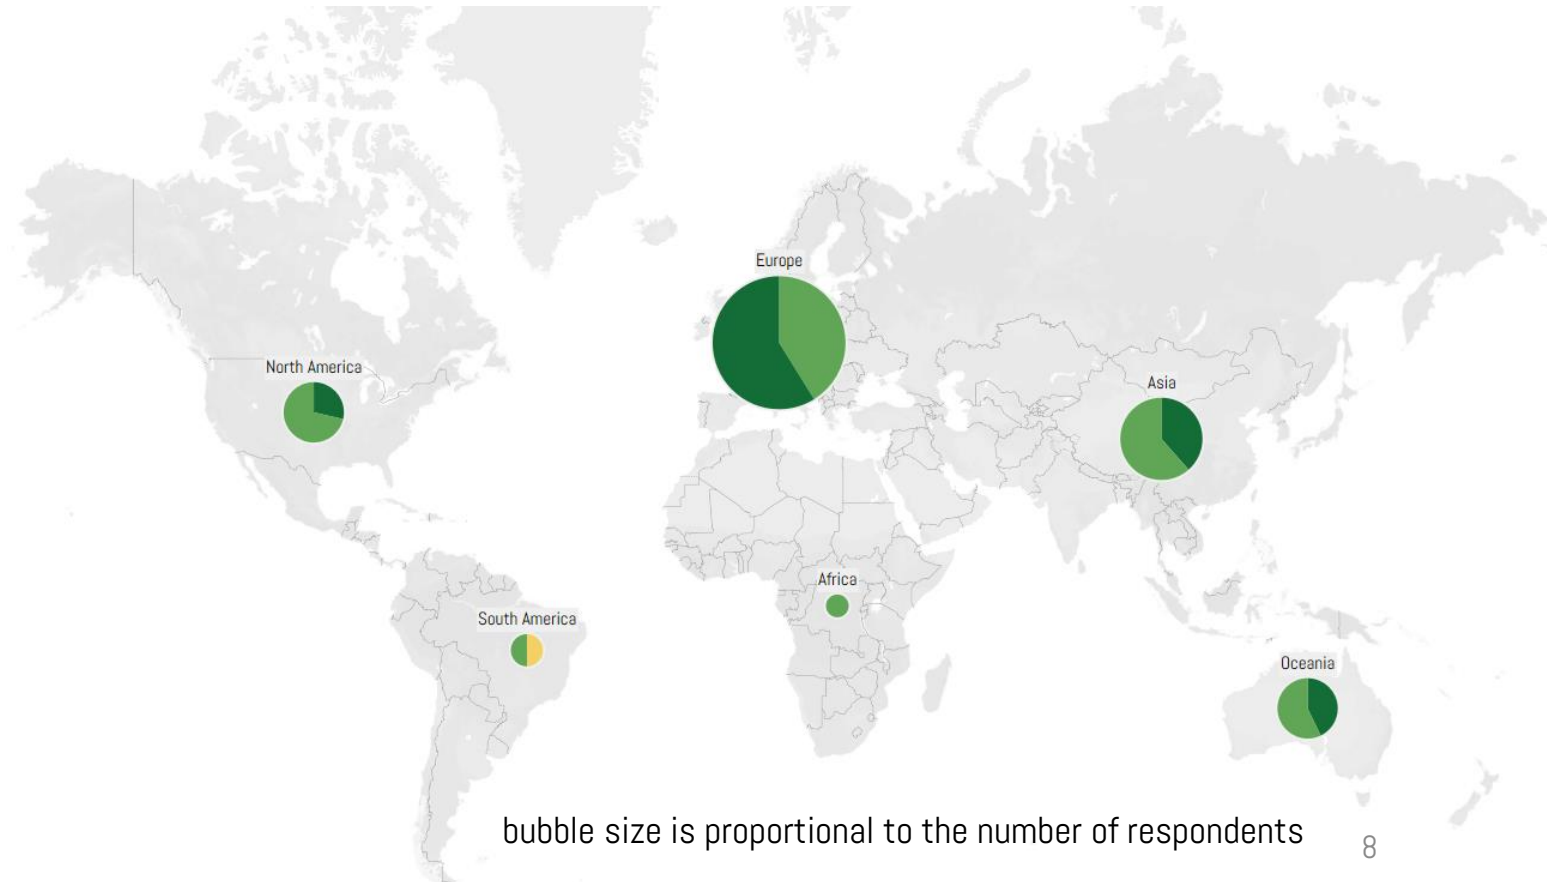 Europe
North America
Asia
Africa
South America
Oceania
bubble size is proportional to the number of respondents
8